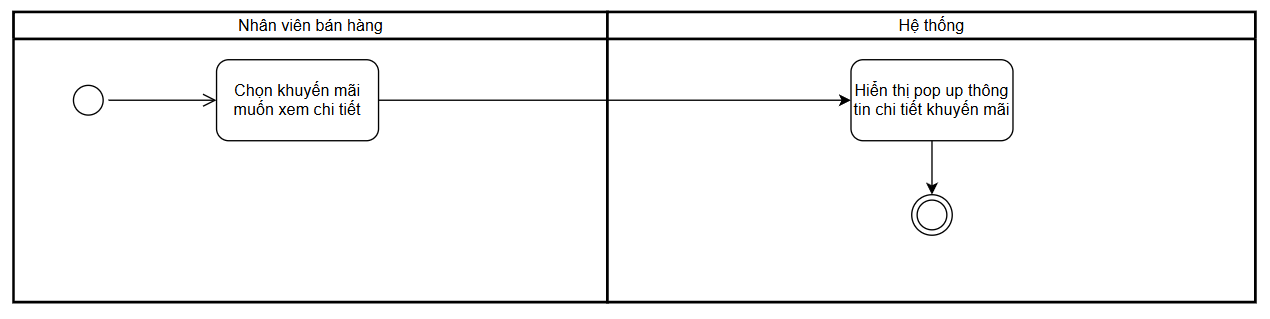 Nhân viên bán hàng
Hệ thống
Chọn khuyến mãi
muốn xem chi tiết
Hiển thị pop up thông
tin chi tiết khuyến mãi